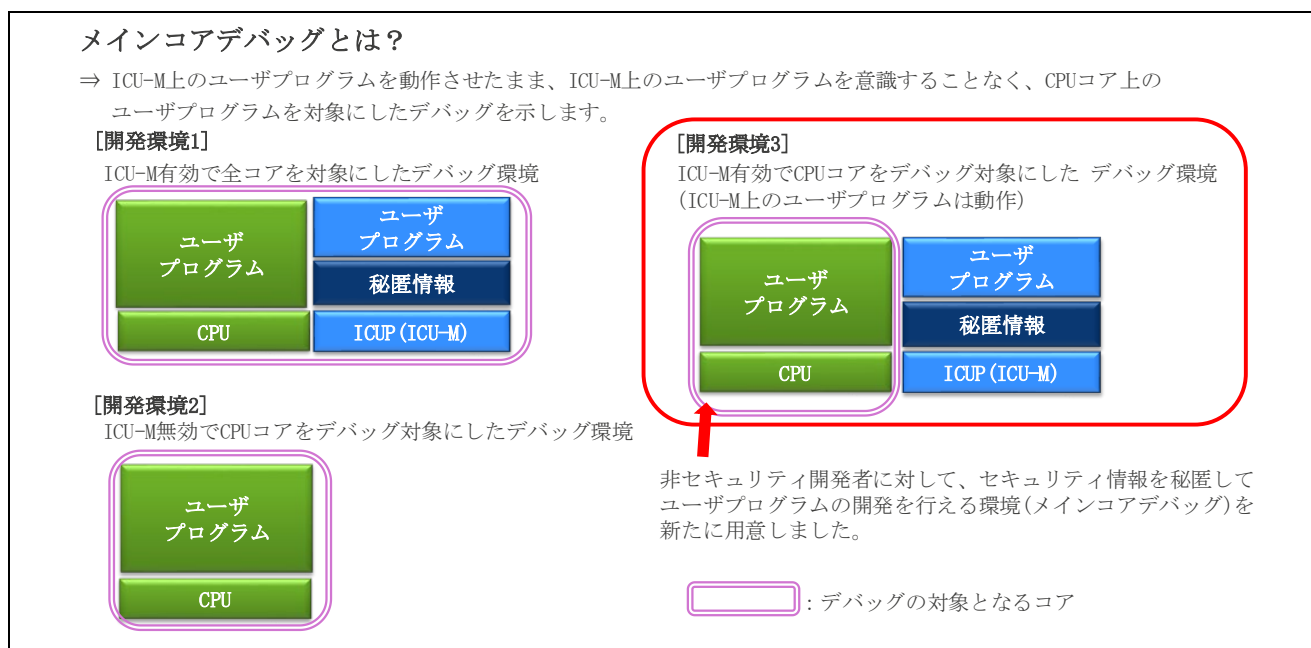 メインコアデバッグとは？
⇒ ICU-M上のユーザプログラムを動作させたまま、ICU-M上のユーザプログラムを意識することなく、CPUコア上の
ユーザプログラムを対象にしたデバッグを示します。
[開発環境1]
ICU-M有効で全コアを対象にしたデバッグ環境
ユーザ
プログラム
CPU
ユーザ
プログラム
秘匿情報
ICUP(ICU-M)
[開発環境2]
ICU-M無効でCPUコアをデバッグ対象にしたデバッグ環境
ユーザ
プログラム
CPU
[開発環境3]
ICU-M有効でCPUコアをデバッグ対象にした デバッグ環境
(ICU-M上のユーザプログラムは動作)
ユーザ
プログラム
CPU
ユーザ
プログラム
秘匿情報
ICUP(ICU-M)
非セキュリティ開発者に対して、セキュリティ情報を秘匿して
ユーザプログラムの開発を行える環境(メインコアデバッグ)を
新たに用意しました。
：デバッグの対象となるコア